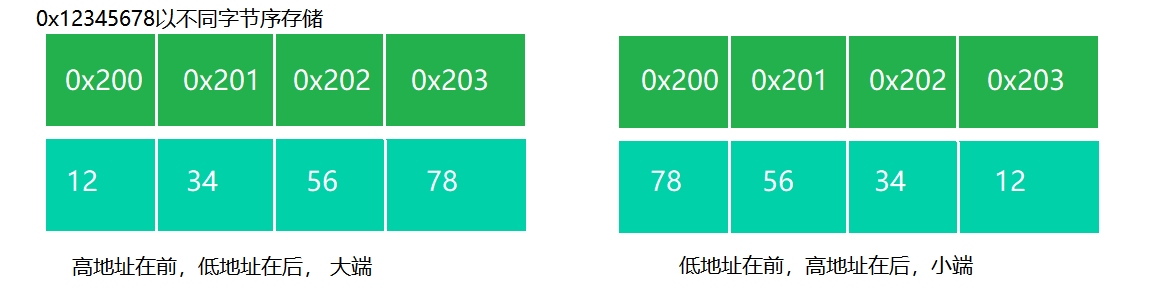 0x12345678以不同字节序存储
0x200 0x201 0x202 0x203
12 34 56 78
高地址在前，低地址在后， 大端
0x200 0x201 0x202 0x203
78 56 34 12
低地址在前，高地址在后，小端